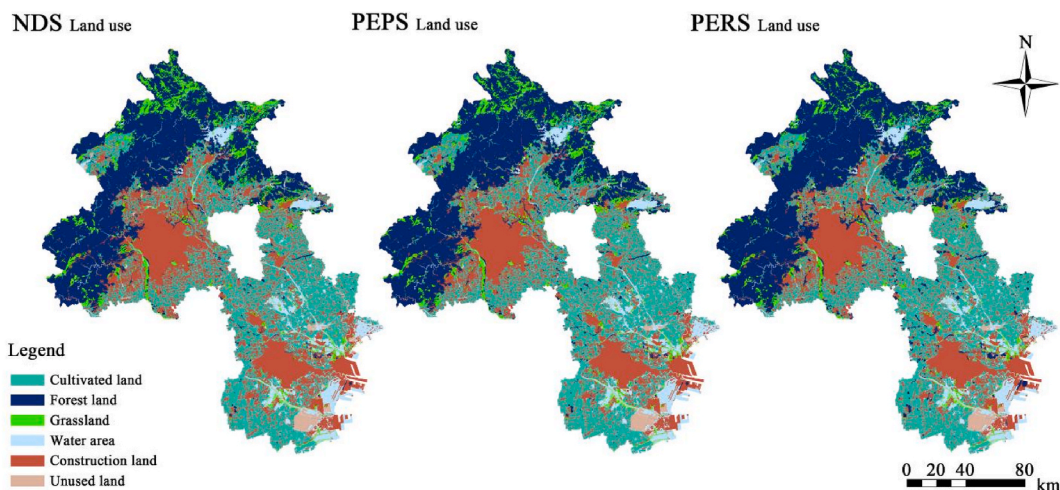 NDS Land use
PEPS Land use
PERS Land use
N
Legend
Cultivated land
Forest land
Grassland
Water area
Construction land
Unused land
0 20 40 80
km